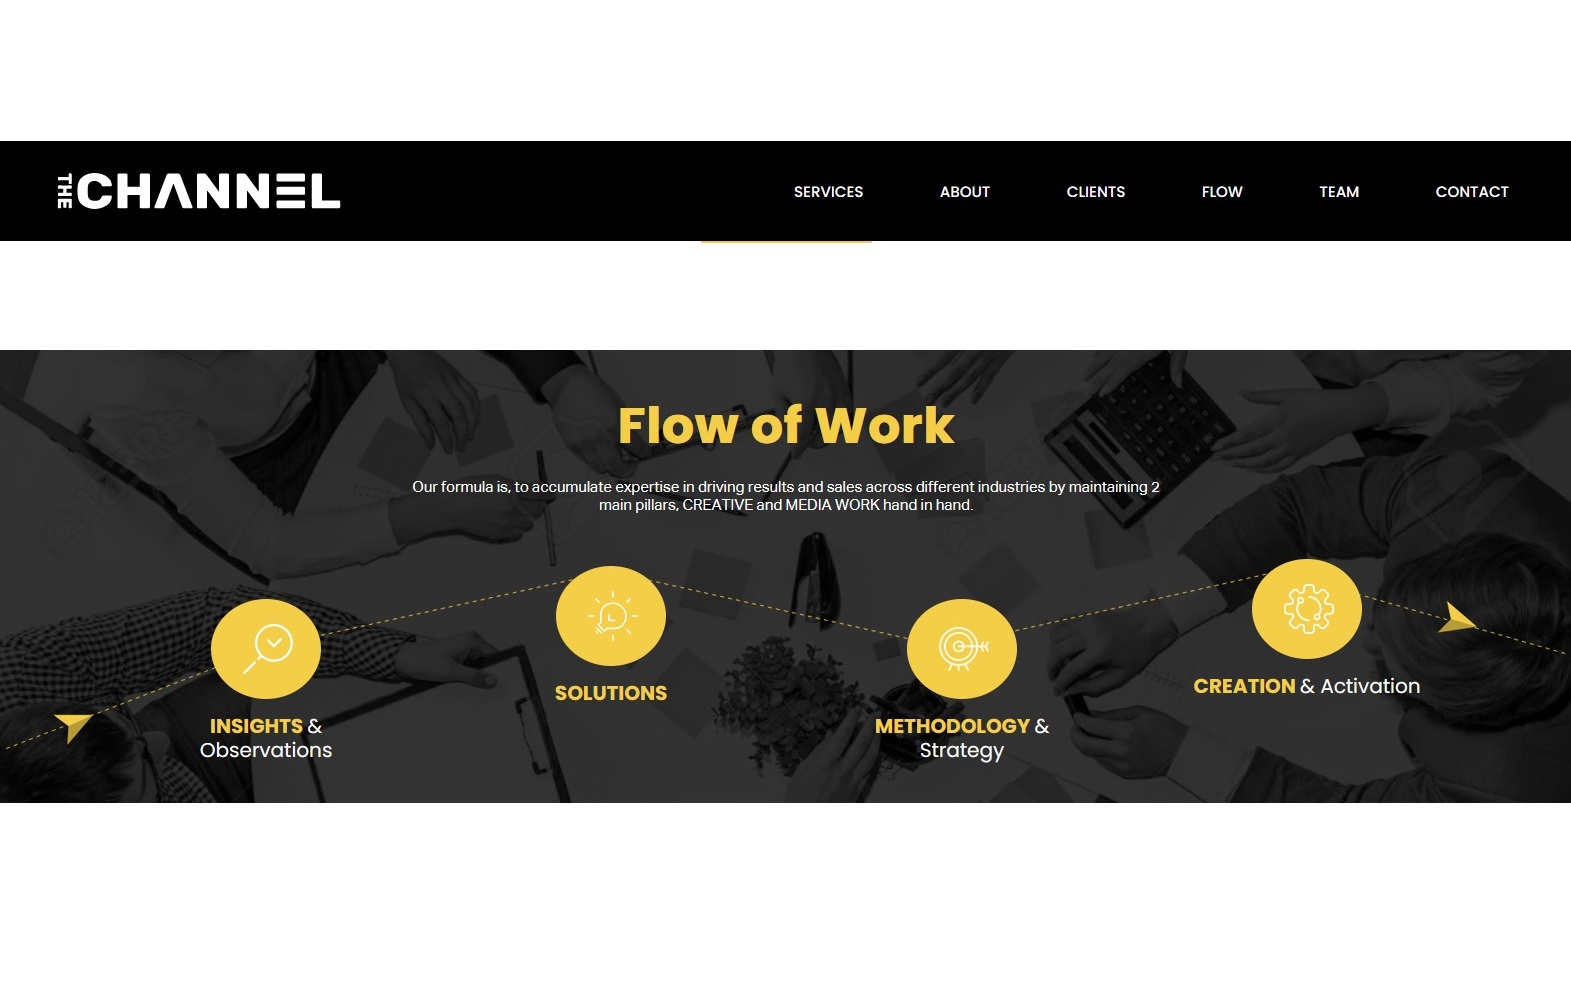 THE CHANNEL
SERVICES
ABOUT
CLIENTS
FLOW
TEAM
CONTACT
Flow of Work
Our formula is, to accumulate expertise in driving results and sales across different industries by maintaining 2
main pillars, CREATIVE and MEDIA WORK hand in hand.
INSIGHTS &
Observations
SOLUTIONS
METHODOLOGY &
Strategy
CREATION & Activation